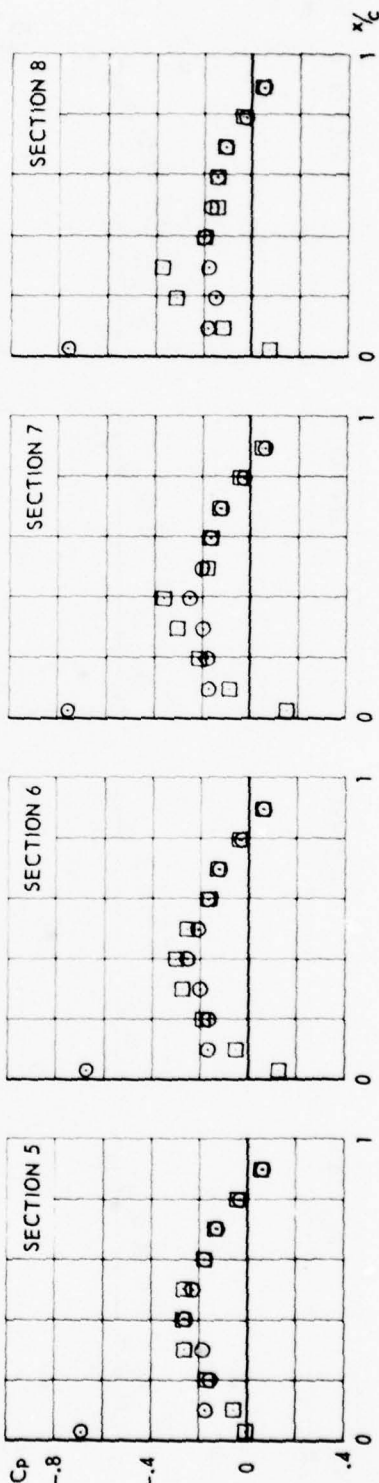 SECTION 5
SECTION 6
SECTION 7
SECTION 8
Cp
-.8
-.4
0
.4
0
1
0
1
0
1
0
1
x/c